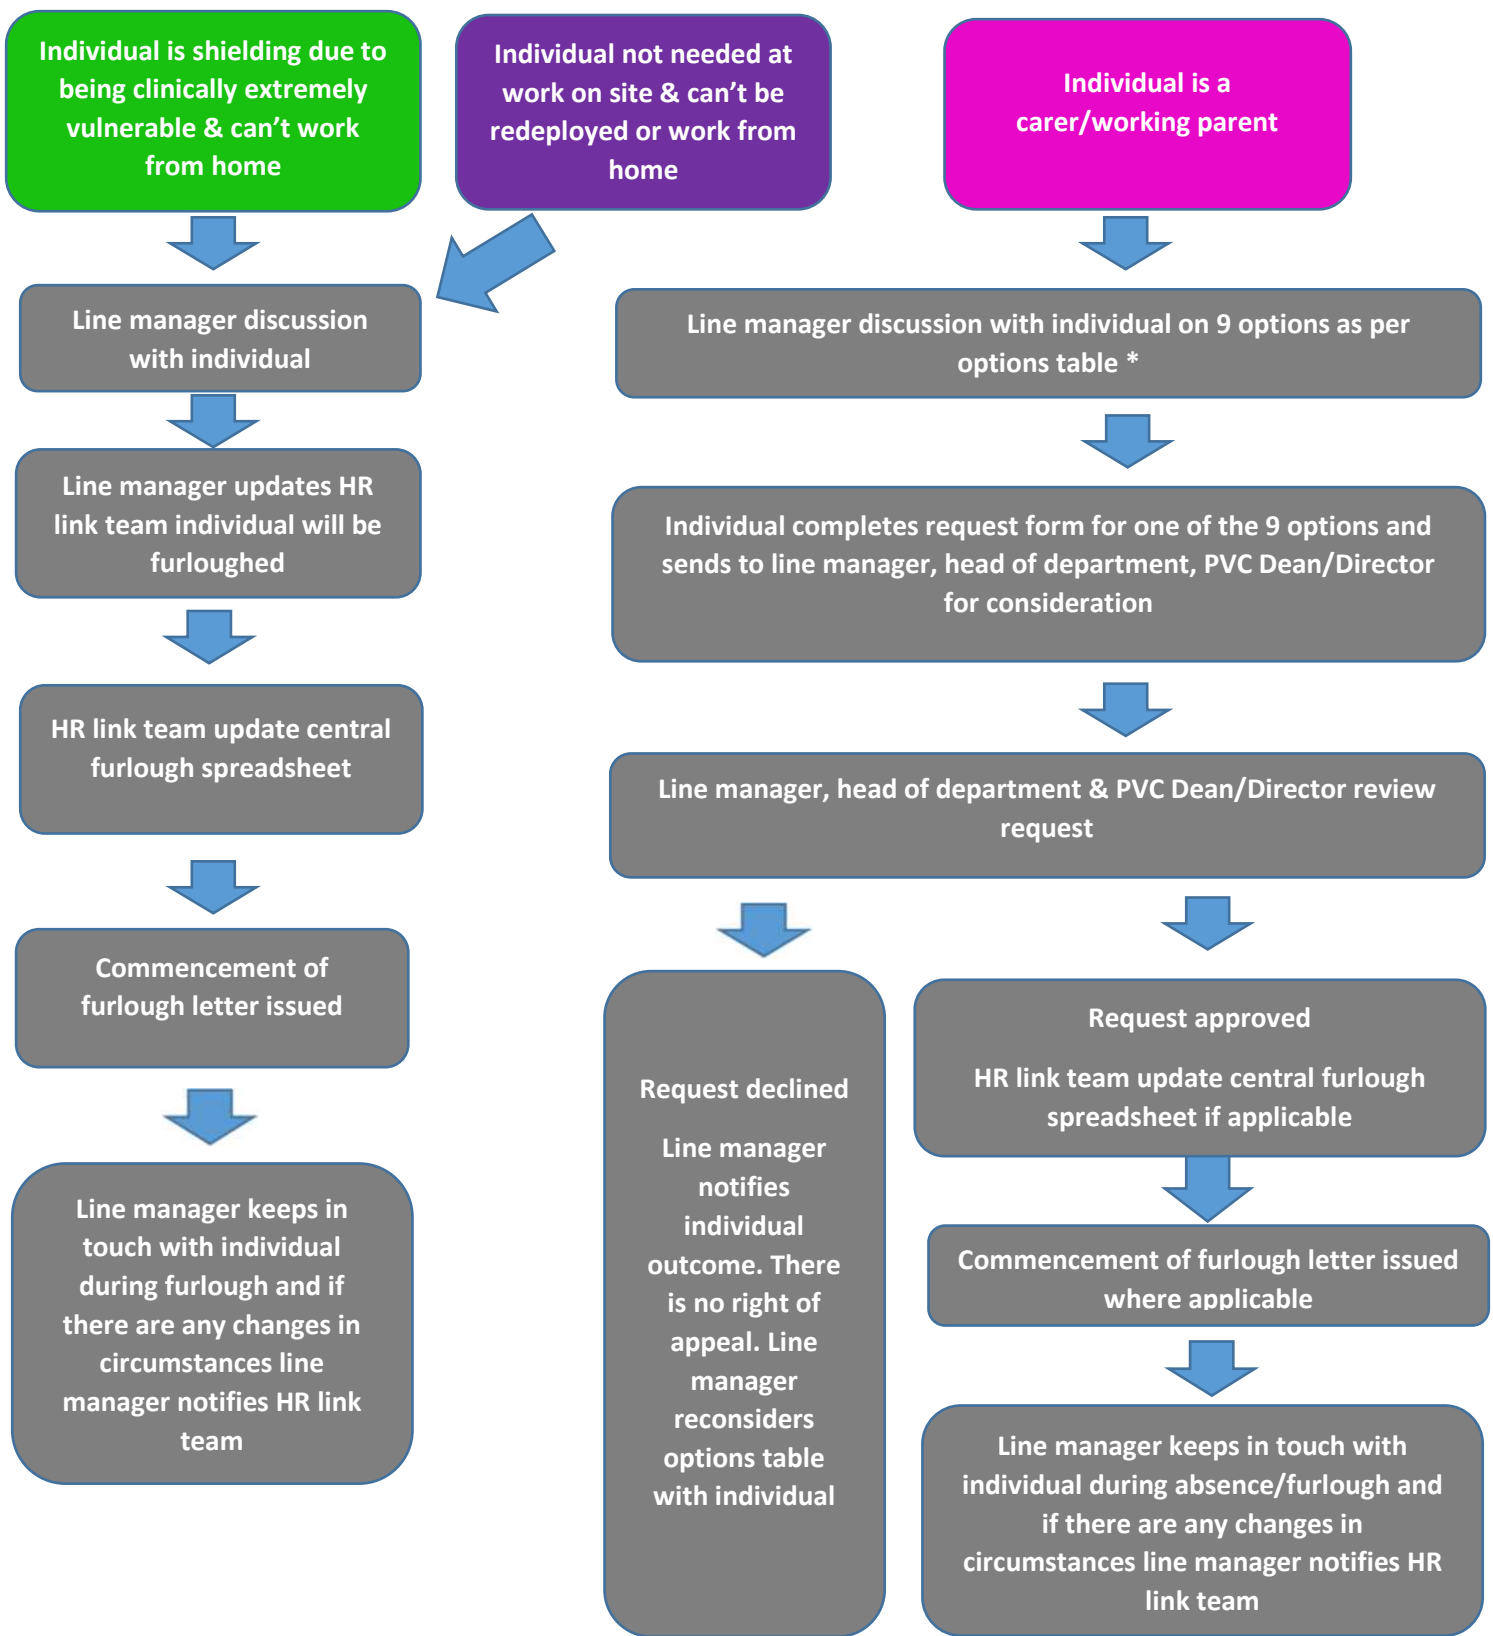 Individual is shielding due to
being clinically extremely
vulnerable & can’t work
from home
Individual not needed at
work on site & can’t be
redeployed or work from
home
Individual is a
carer/working parent
Line manager discussion
with individual
Line manager updates HR
link team individual will be
furloughed
HR link team update central
furlough spreadsheet
Commencement of
furlough letter issued
Line manager keeps in
touch with individual
during furlough and if
there are any changes in
circumstances line
manager notifies HR link
team
Line manager discussion with individual on 9 options as per
options table *
Individual completes request form for one of the 9 options and
sends to line manager, head of department, PVC Dean/Director
for consideration
Line manager, head of department & PVC Dean/Director review
request
Request declined
Line manager
notifies
individual
outcome. There
is no right of
appeal. Line
manager
reconsiders
options table
with individual
Request approved
HR link team update central furlough
spreadsheet if applicable
Commencement of furlough letter issued
where applicable
Line manager keeps in touch with
individual during absence/furlough and
if there are any changes in
circumstances line manager notifies HR
link team